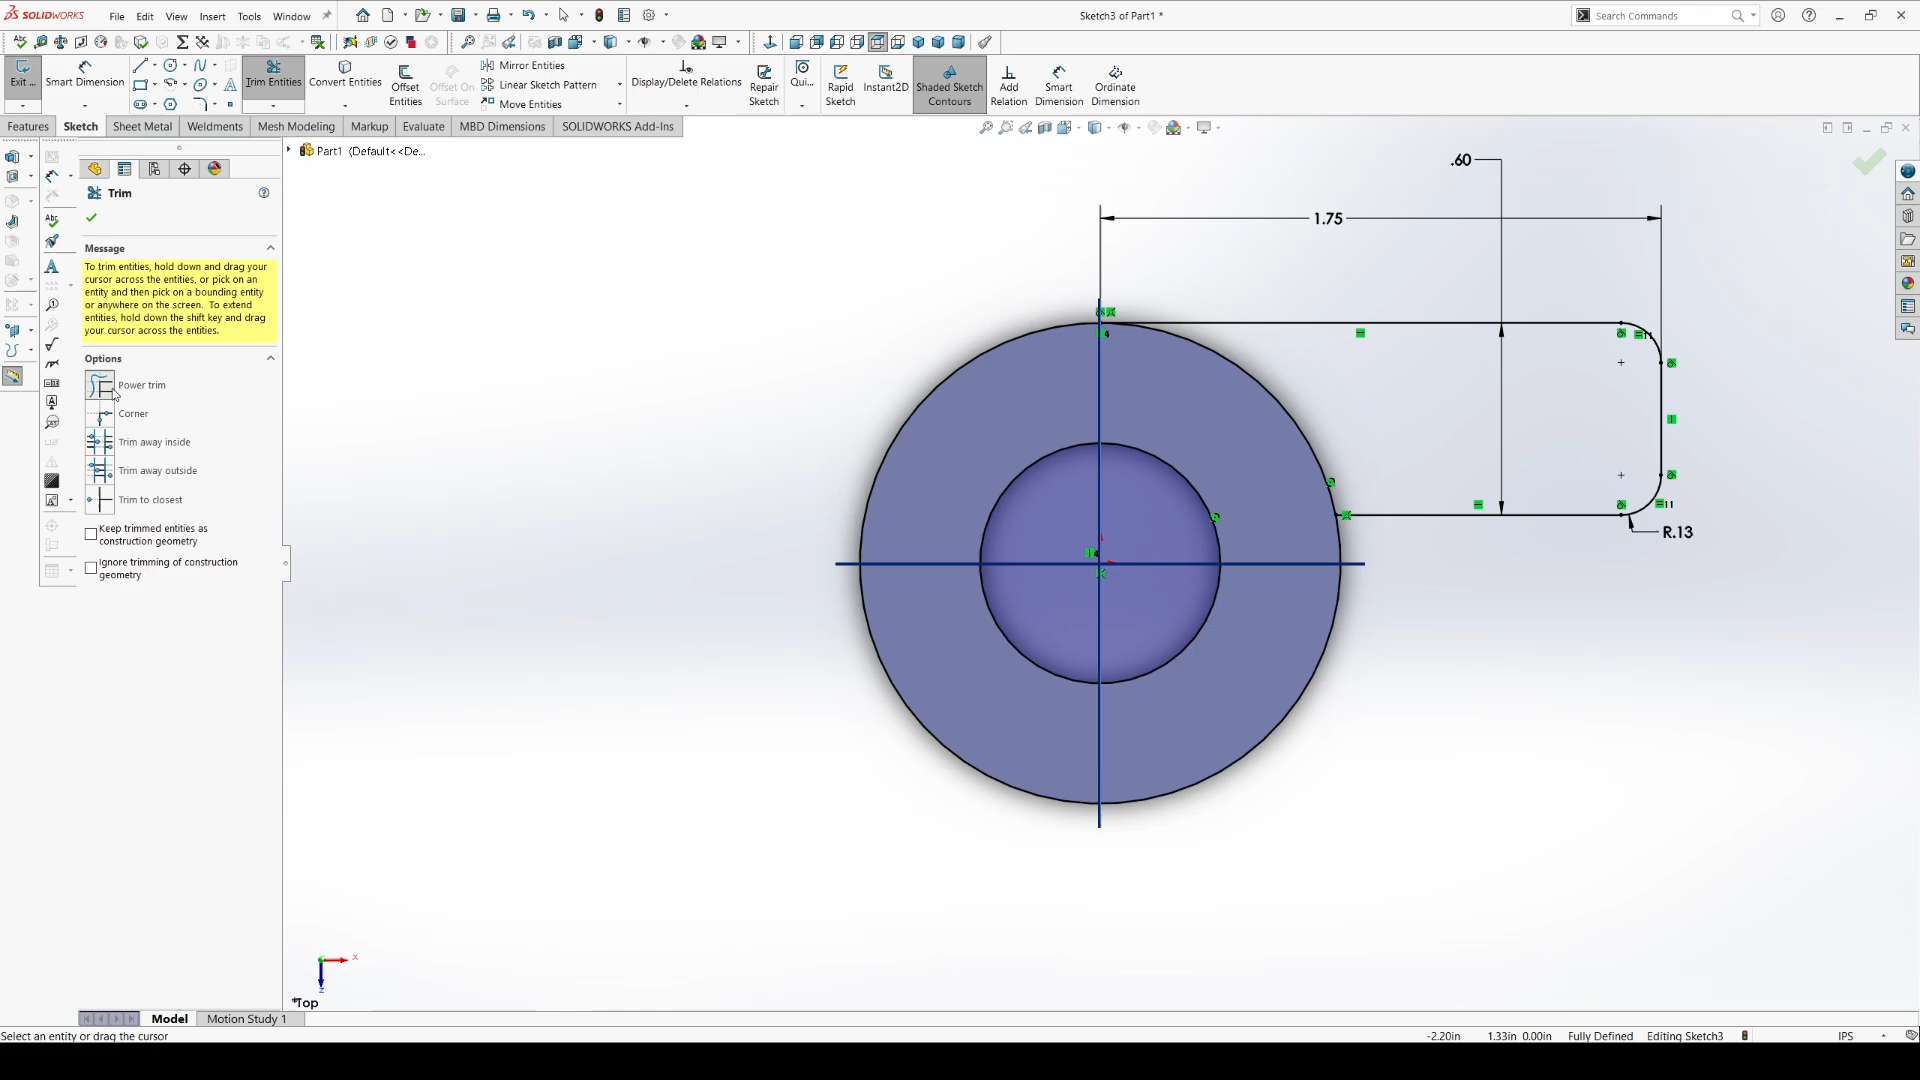 SOLIDWORKS File Edit View Insert Tools Window
Sketch3 of Part1 *
Search Commands
Exit ...
Smart Dimension
Trim Entities
Convert Entities
Offset
Entities
Offset On
Surface
Mirror Entities
Linear Sketch Pattern
Move Entities
Display/Delete Relations
Repair
Sketch
Qui...
Rapid
Sketch
Instant2D
Shaded Sketch
Contours
Add
Relation
Smart
Dimension
Ordinate
Dimension
Features Sketch Sheet Metal Weldments Mesh Modeling Markup Evaluate MBD Dimensions SOLIDWORKS Add-Ins
Part1 (Default<<De...
Trim
Message
To trim entities, hold down and drag your
cursor across the entities, or pick on an
entity and then pick on a bounding entity
or anywhere on the screen. To extend
entities, hold down the shift key and drag
your cursor across the entities.
Options
Power trim
Corner
Trim away inside
Trim away outside
Trim to closest
Keep trimmed entities as
construction geometry
Ignore trimming of construction
geometry
.60
1.75
4
11
11
R.13
X
Z
*Top
Model Motion Study 1
Select an entity or drag the cursor
-2.20in 1.33in 0.00in Fully Defined Editing Sketch3 IPS